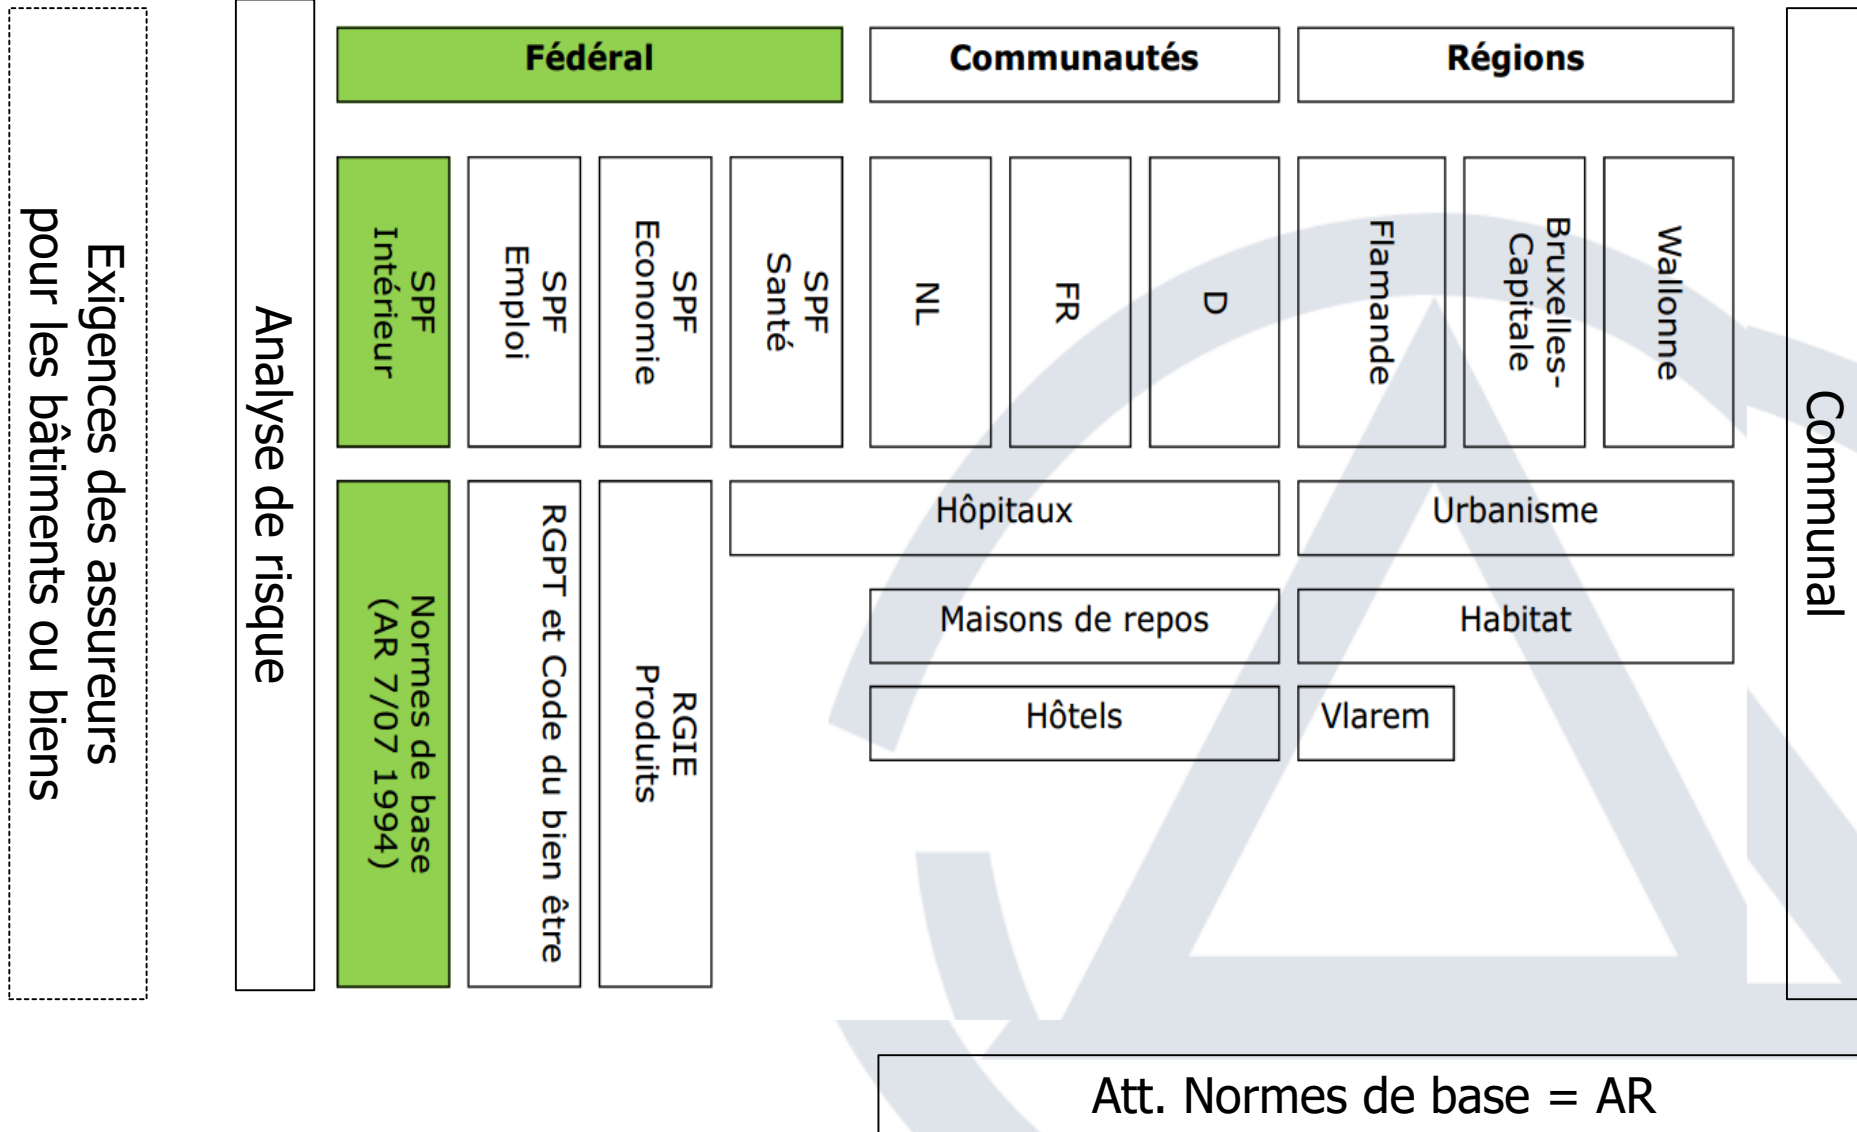 Exigences des assureurs
pour les bâtiments ou biens
Analyse de risque
Fédéral
Communautés
Régions
SPF
Intérieur
SPF
Emploi
SPF
Economie
SPF
Santé
NL
FR
D
Flamande
Bruxelles-
Capitale
Wallonne
Normes de base
(AR 7/07 1994)
RGPT et Code du bien être
RGIE
Produits
Hôpitaux
Urbanisme
Maisons de repos
Habitat
Hôtels
Vlarem
Communal
Att. Normes de base = AR